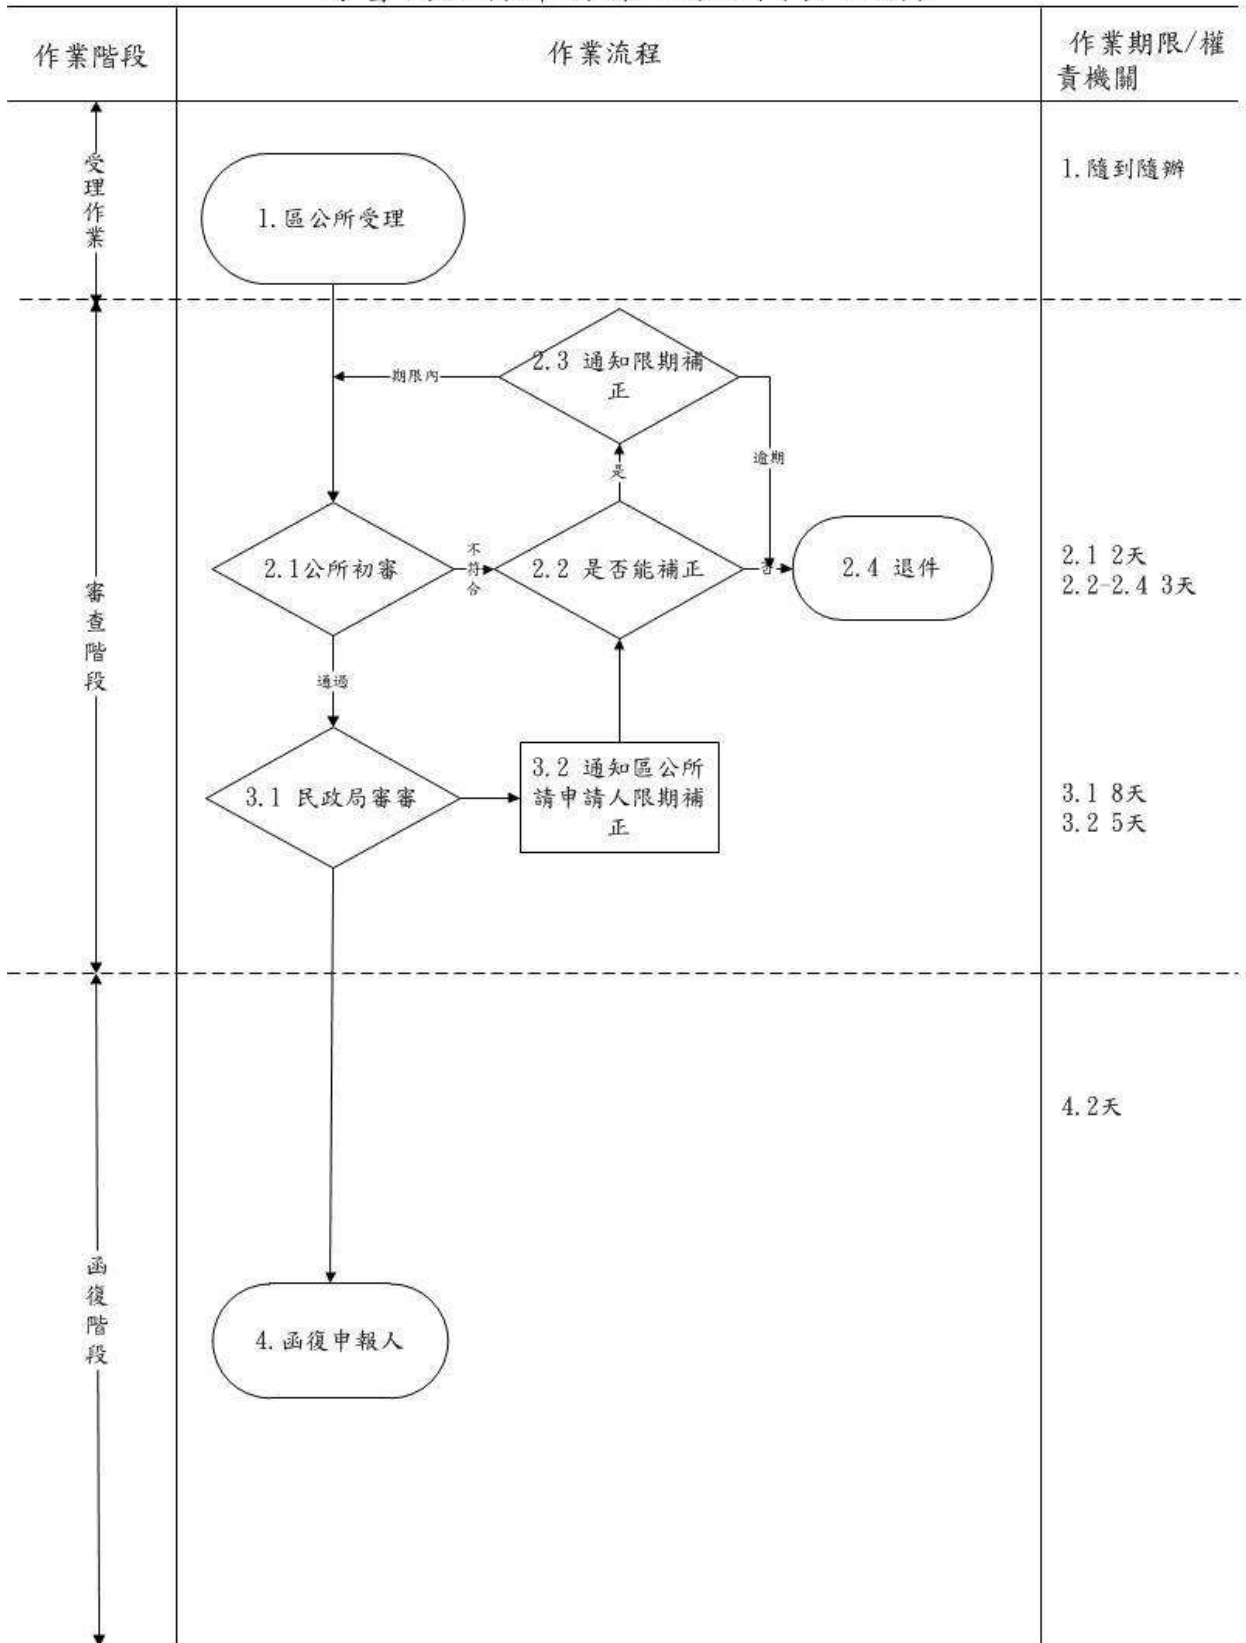 作業階段
作業流程
作業期限/權
責機關
受理作業
1.區公所受理
1.隨到隨辦
2.3 通知限期補
正
期限內
逾期
是
審查階段
2.1公所初審
不符合
2.2 是否能補正
否
2.4 退件
2.1 2天
2.2-2.4 3天
通過
3.1 民政局審審
3.2 通知區公所
請申請人限期補
正
3.1 8天
3.2 5天
4.2天
函復階段
4.函復申報人